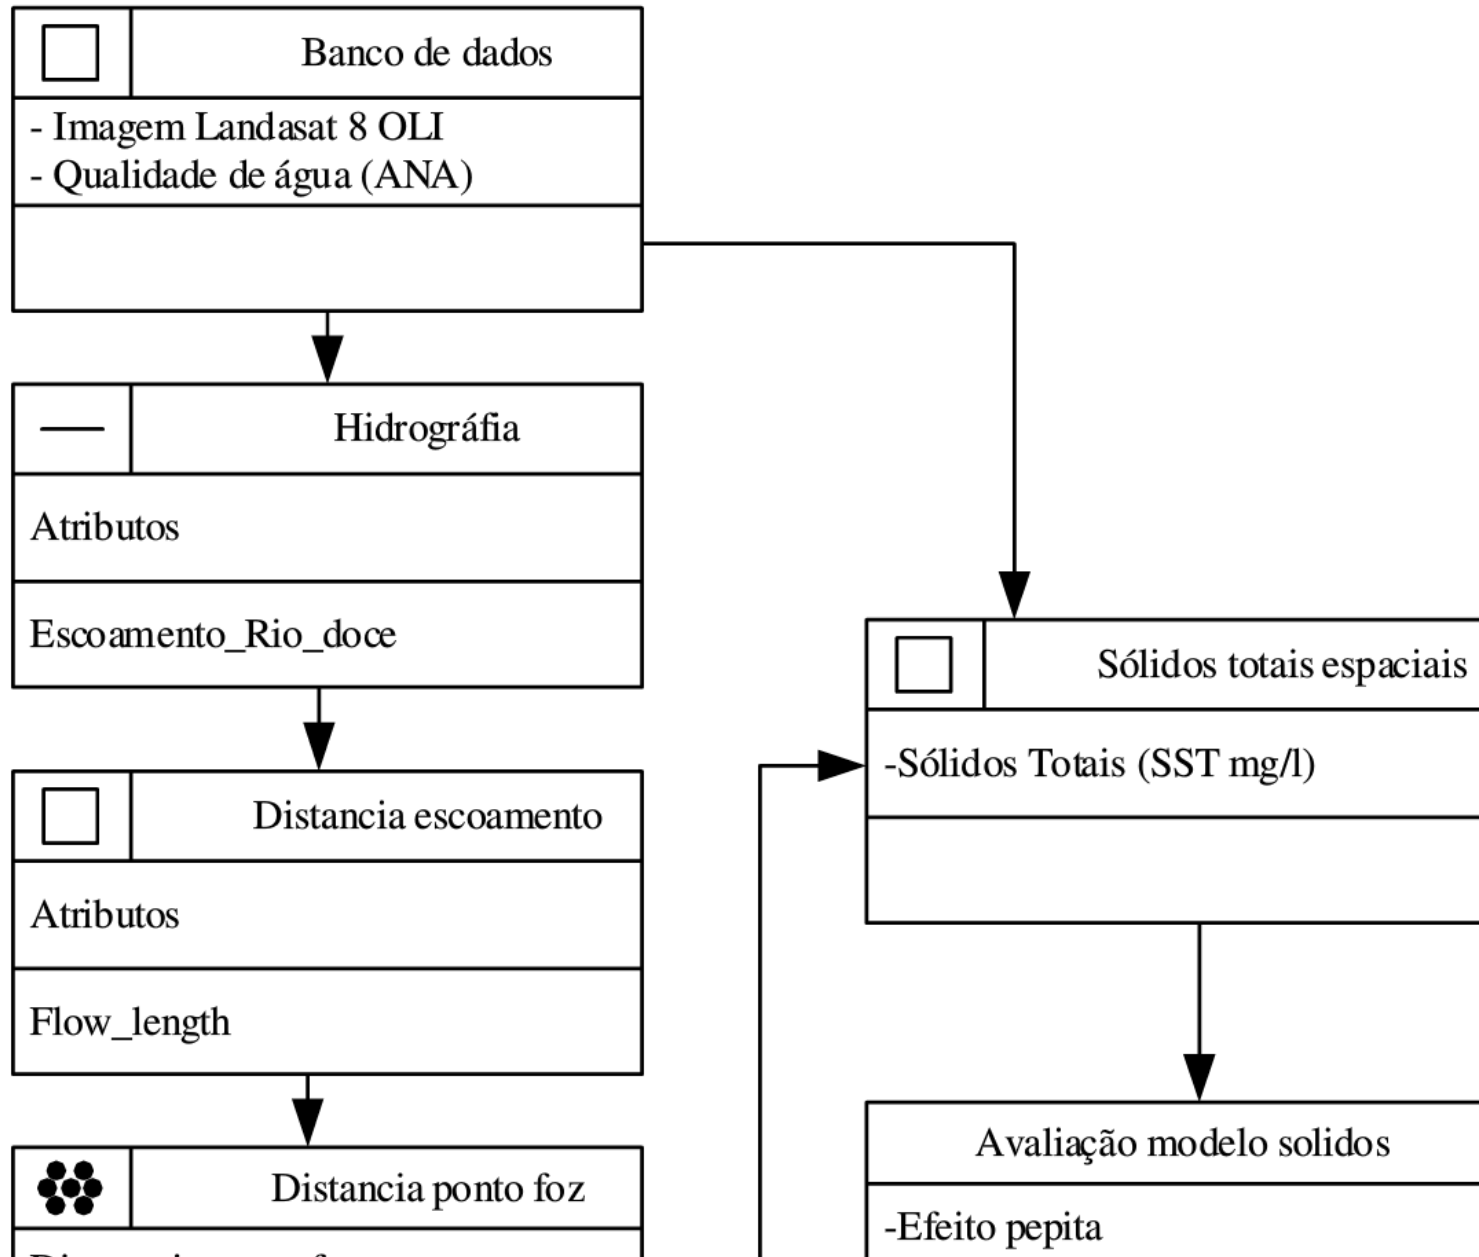 Banco de dados
- Imagem Landasat 8 OLI
- Qualidade de água (ANA)
Hidrográfia
Atributos
Escoamento_Rio_doce
Distancia escoamento
Atributos
Flow_length
Distancia ponto foz
Sólidos totais espaciais
-Sólidos Totais (SST mg/l)
Avaliação modelo solidos
-Efeito pepita